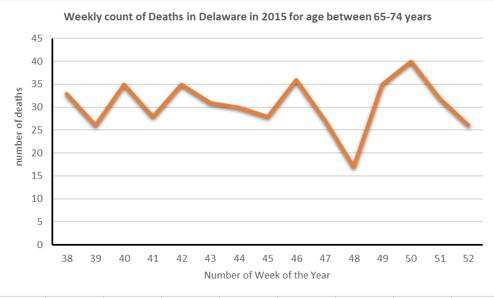 Weekly count of Deaths in Delaware in 2015 for age between 65-74 years
45
40
35
30
25
20
15
10
5
0
number of deaths
38 39 40 41 42 43 44 45 46 47 48 49 50 51 52
Number of Week of the Year